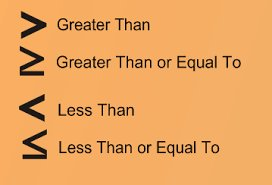 > Greater Than
≥ Greater Than or Equal To
< Less Than
≤ Less Than or Equal To